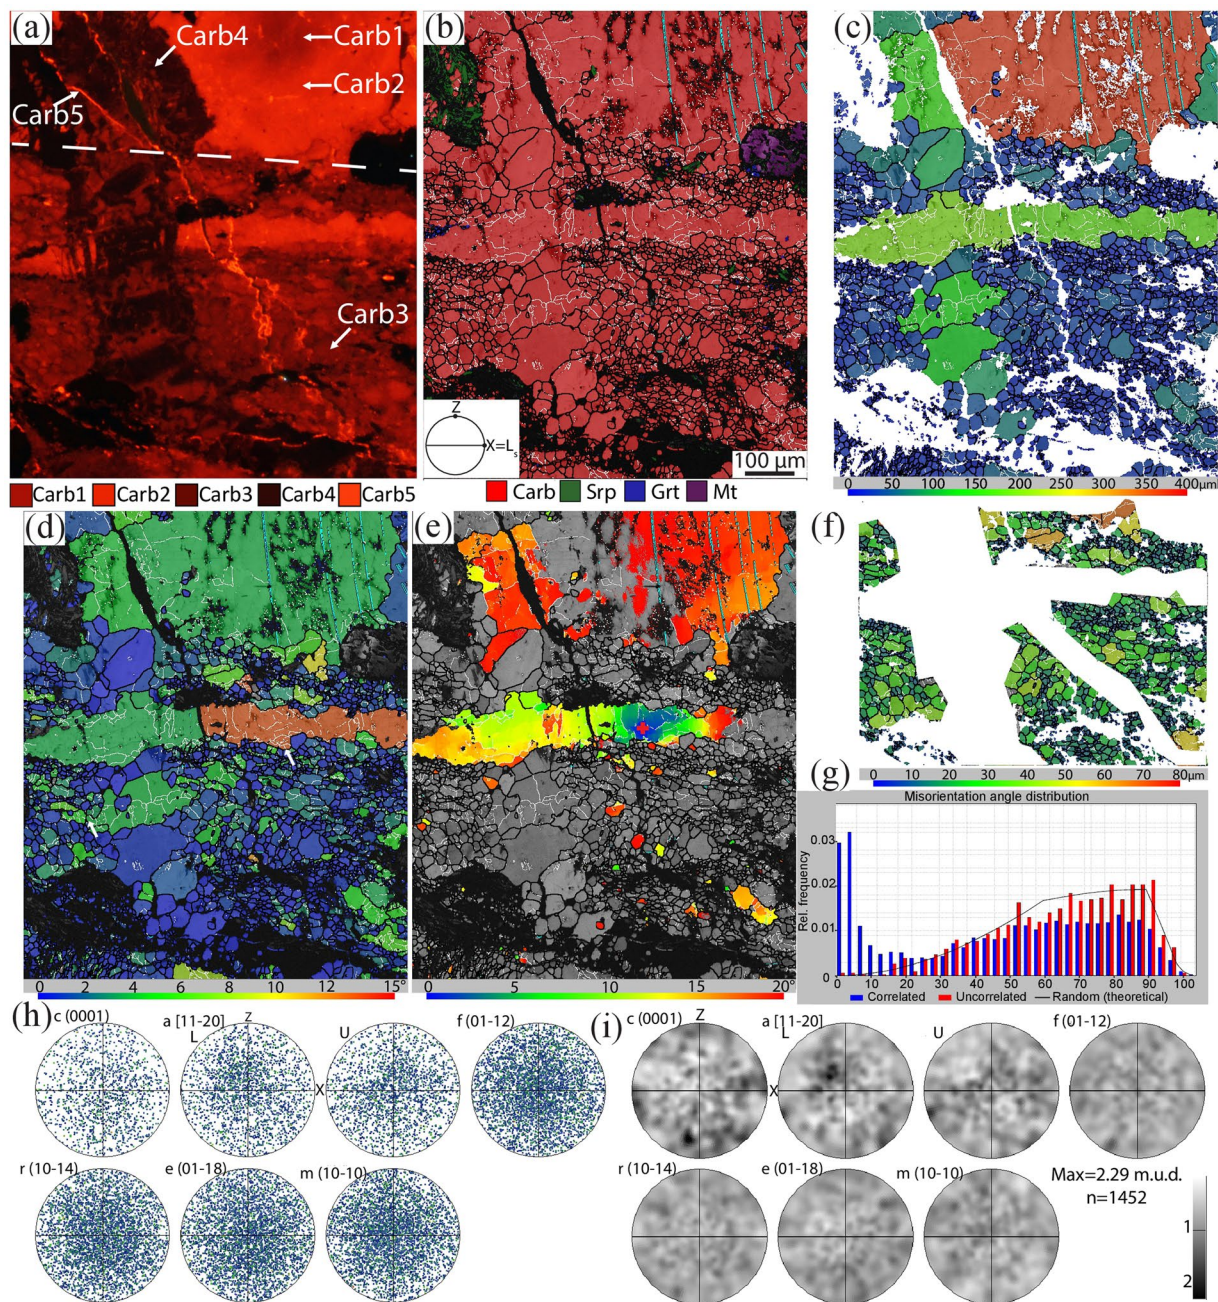 (a)
Carb4
Carb1
Carb2
Carb5
Carb3
Carb1 Carb2 Carb3 Carb4 Carb5
(b)
Z
X=Ls
100 µm
Carb Srp Grt Mt
(c)
0 50 100 150 200 250 300 350 400µm
(d)
0 2 4 6 8 10 12 15°
(e)
0 5 10 15 20°
(f)
0 10 20 30 40 50 60 70 80µm
(g)
Misorientation angle distribution
Rel. frequency
0.03
0.02
0.01
0
0 10 20 30 40 50 60 70 80 90 100
Correlated Uncorrelated Random (theoretical)
(h)
c (0001)
a [11-20]
Z
L
U
X
f (01-12)
r (10-14)
e (01-18)
m (10-10)
(i)
c (0001)
Z
a [11-20]
L
U
X
f (01-12)
r (10-14)
e (01-18)
m (10-10)
Max=2.29 m.u.d.
n=1452
1
2